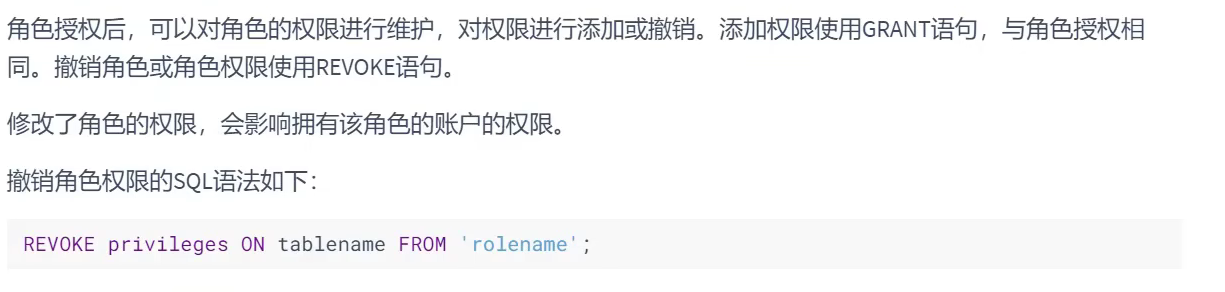 角色授权后，可以对角色的权限进行维护，对权限进行添加或撤销。添加权限使用GRANT语句，与角色授权相
同。撤销角色或角色权限使用REVOKE语句。
修改了角色的权限，会影响拥有该角色的账户的权限。
撤销角色权限的SQL语法如下：
REVOKE privileges ON tablename FROM 'rolename';